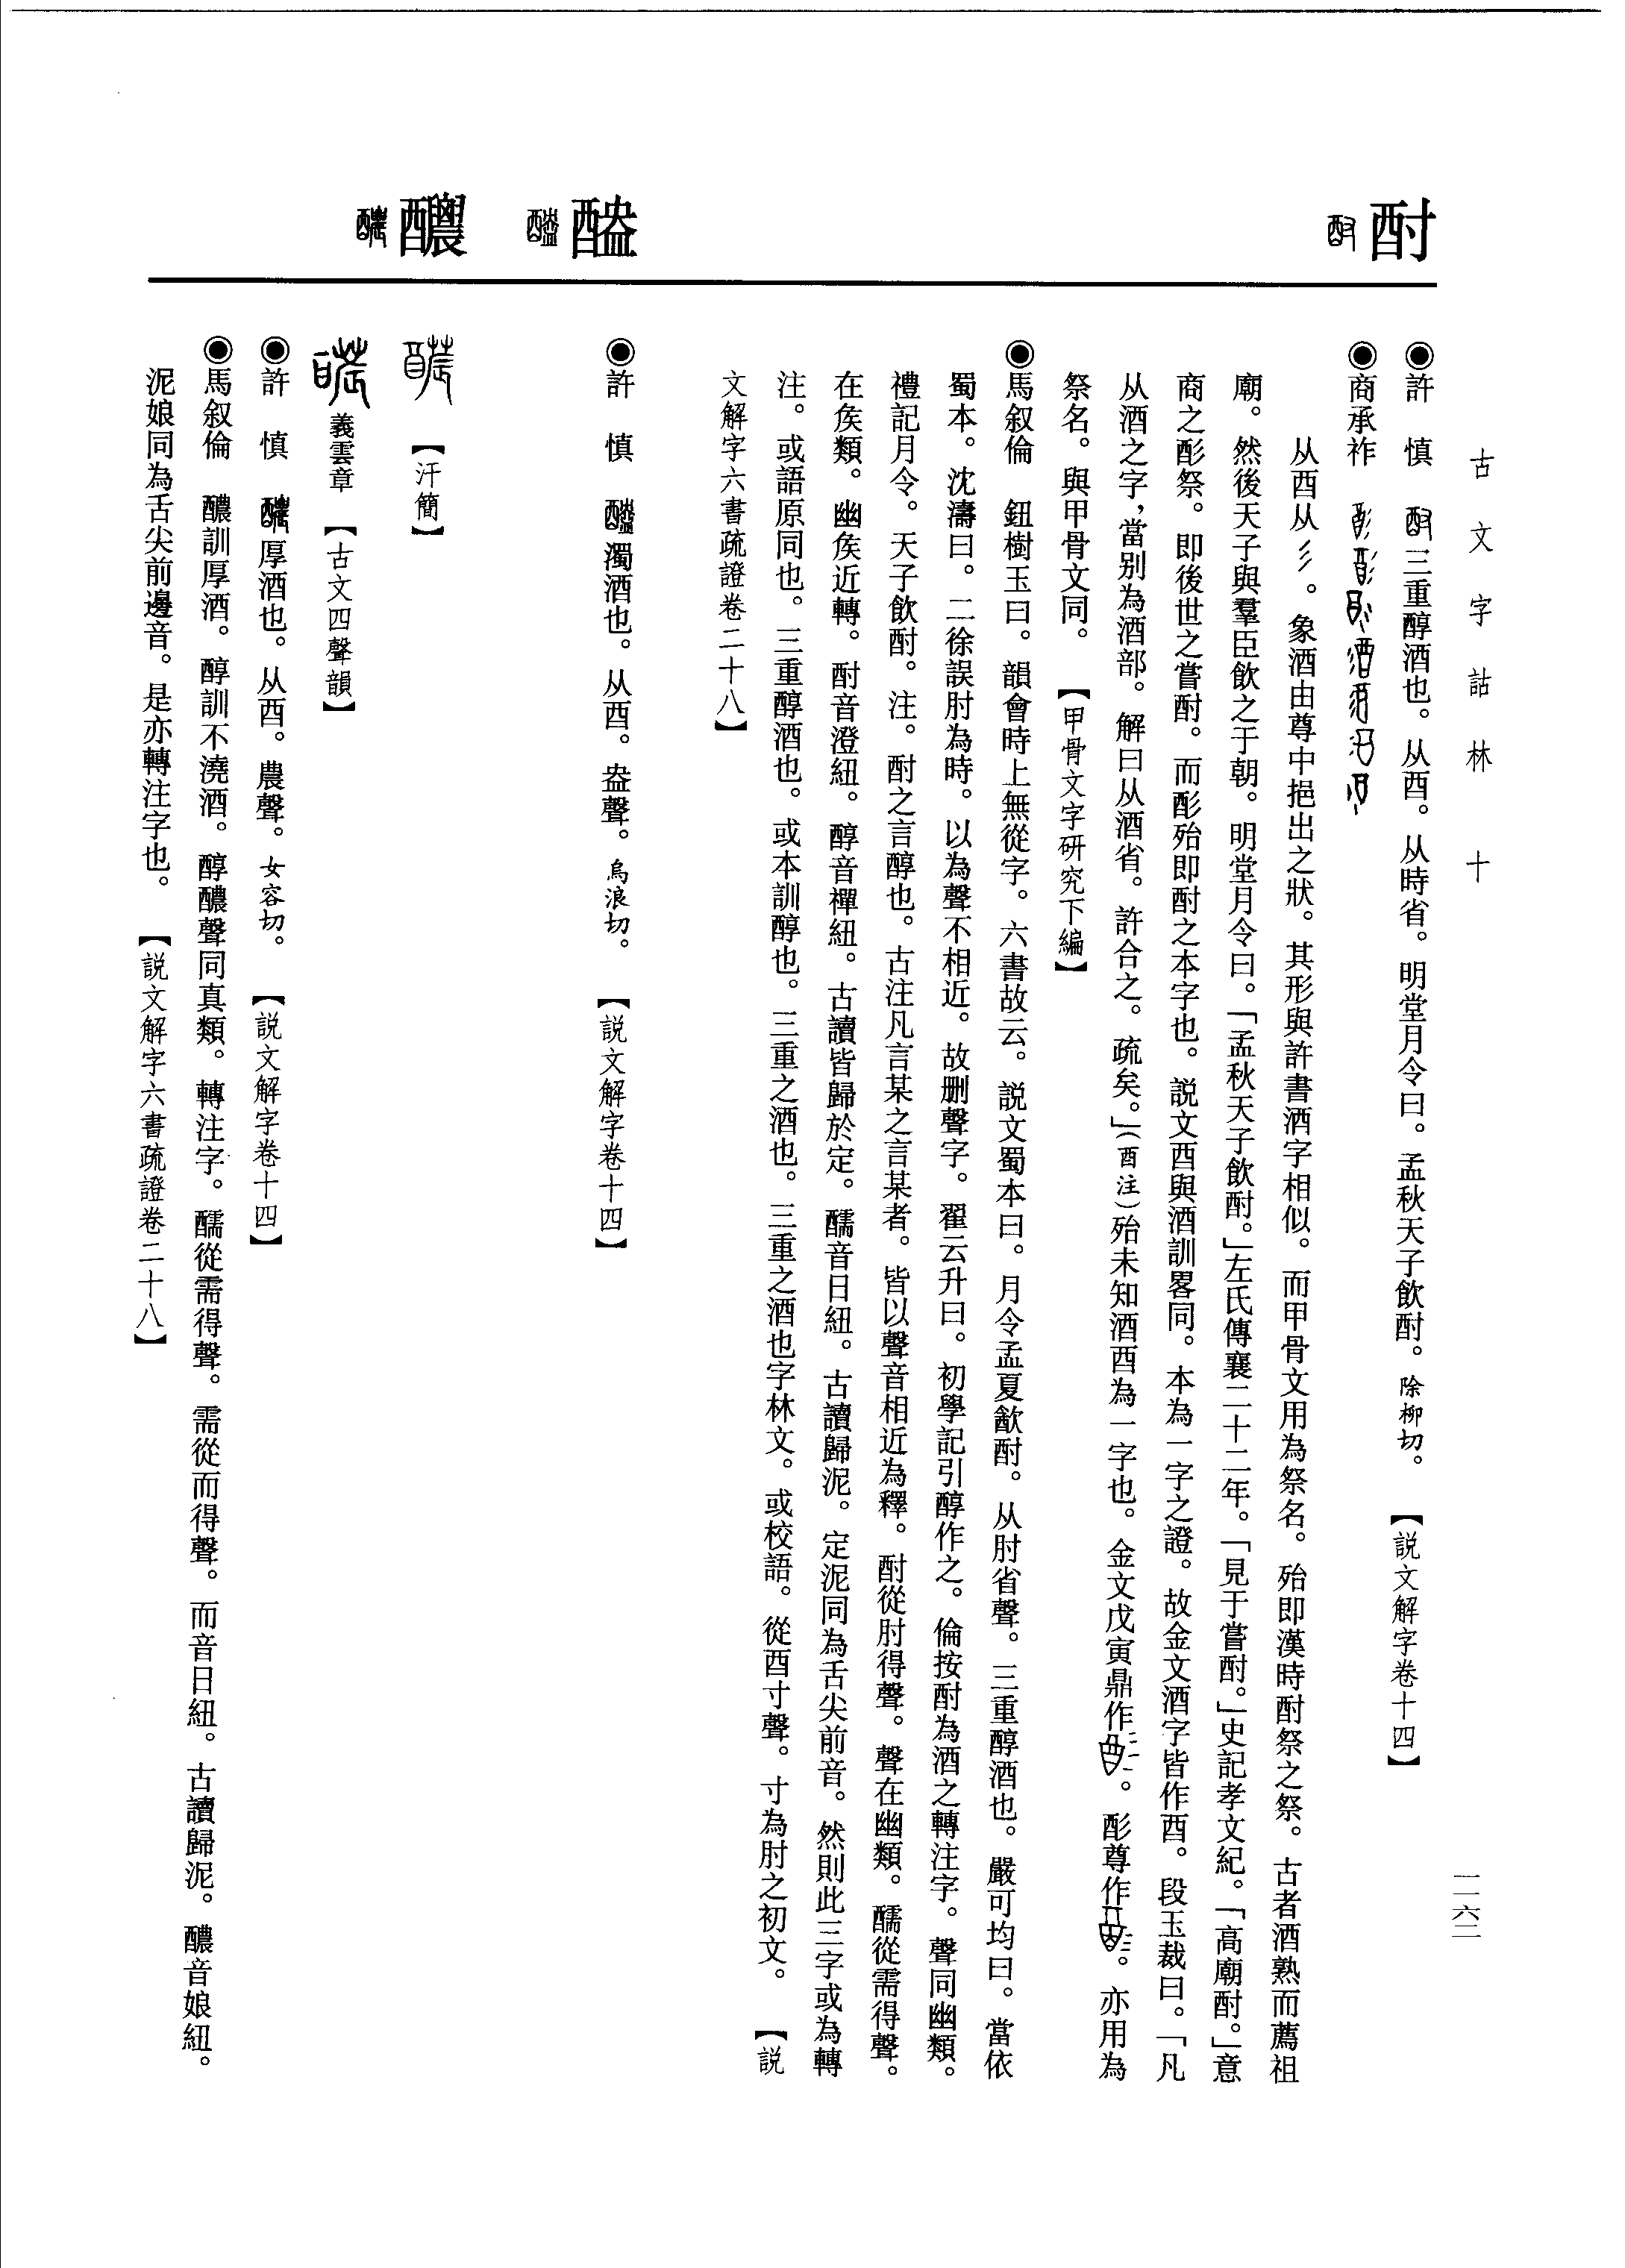 古文字詁林　十
一一六二
酎
◉許　慎　三重醇酒也。从酉。从時省。明堂月令曰。孟秋天子飲酎。除柳切。　【説文解字卷十四】
◉商承祚
从酉从彡。象酒由尊中挹出之狀。其形與許書酒字相似。而甲骨文用為祭名。殆即漢時酎祭之祭。古者酒熟而薦祖
廟。然後天子與羣臣飲之于朝。明堂月令曰。「孟秋天子飲酎。」左氏傳襄二十二年。「見于嘗酎。」史記孝文紀。「高廟酎。」意
商之酌祭。即後世之嘗酎。而酌殆即酎之本字也。説文酉與酒訓畧同。本為一字之證。故金文酒字皆作酉。段玉裁曰。「凡
从酒之字，當别為酒部。解曰从酒省。許合之。疏矣。」（酉注）殆未知酒酉為一字也。金文戊寅鼎作。尊作。亦用為
祭名。與甲骨文同。　【甲骨文字研究下編】
◉馬叙倫　鈕樹玉曰。韻會時上無從字。六書故云。説文蜀本曰。月令孟夏歙酎。从肘省聲。三重醇酒也。嚴可均曰。當依
蜀本。沈濤曰。二徐誤肘為時。以為聲不相近。故删聲字。翟云升曰。初學記引醇作之。倫按酎為酒之轉注字。聲同幽類。
禮記月令。天子飲酎。注。酎之言醇也。古注凡言某之言某者。皆以聲音相近為釋。酎從肘得聲。聲在幽類。醹從需得聲。
在矦類。幽矦近轉。酎音澄紐。醇音禪紐。古讀皆歸於定。醹音日紐。古讀歸泥。定泥同為舌尖前音。然則此三字或為轉
注。或語原同也。三重醇酒也。或本訓醇也。三重之酒也。三重之酒也字林文。或校語。從酉寸聲。寸為肘之初文。　【説
文解字六書疏證卷二十八】
醠
◉許　慎　濁酒也。从酉。盎聲。烏浪切。　【説文解字卷十四】
醲
【汗簡】
義雲章　【古文四聲韻】
◉許　慎　厚酒也。从酉。農聲。女容切。　【説文解字卷十四】
◉馬叙倫　醲訓厚酒。醇訓不澆酒。醇醲聲同真類。轉注字。醹從需得聲。需從而得聲。而音日紐。古讀歸泥。醲音娘紐。
泥娘同為舌尖前邊音。是亦轉注字也。　【説文解字六書疏證卷二十八】